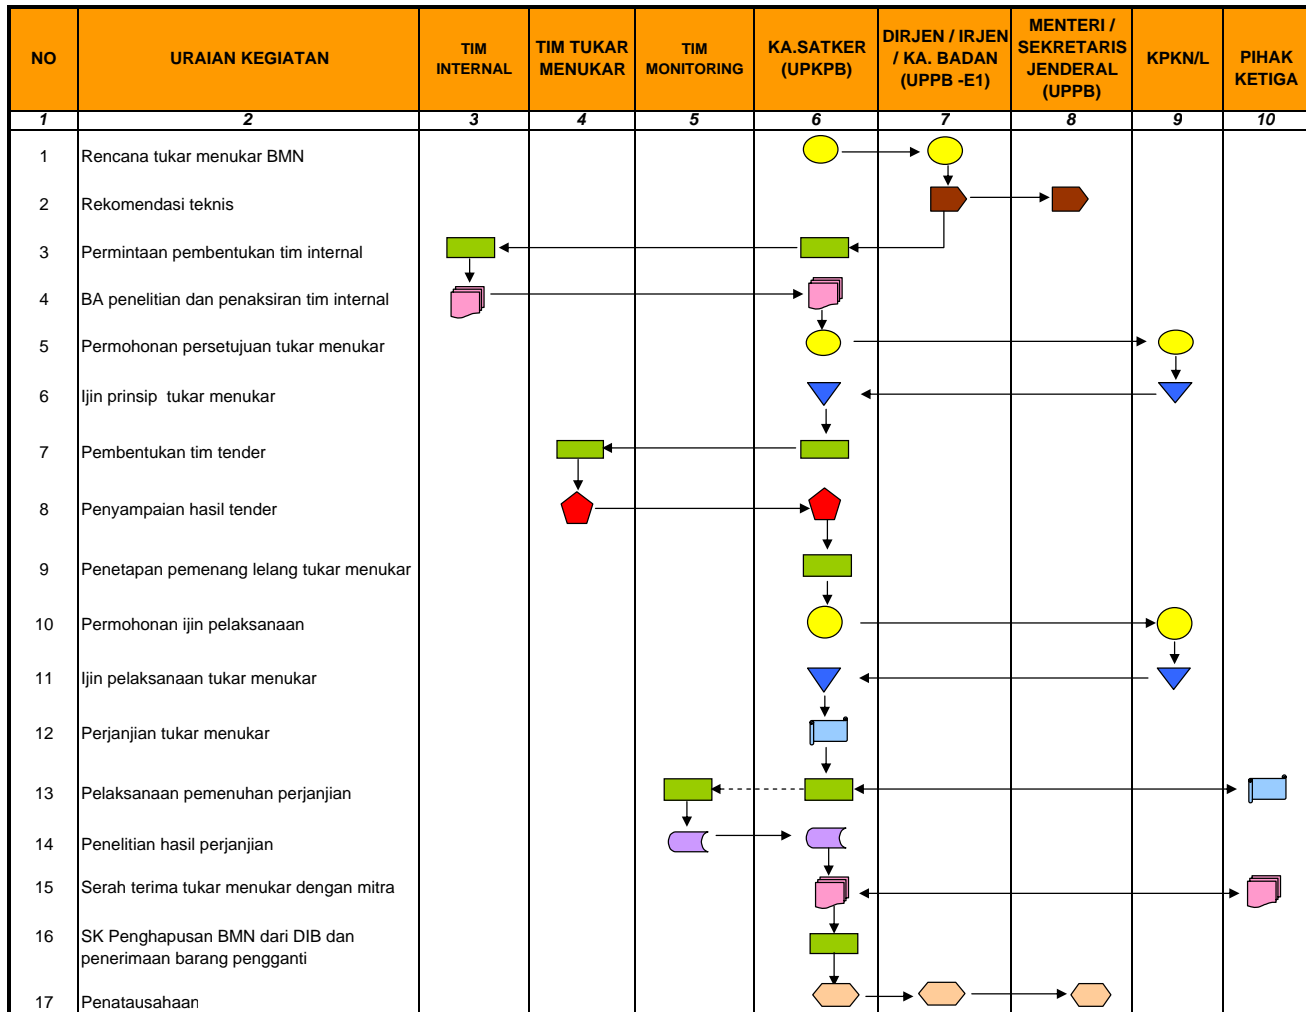 NO
URAIAN KEGIATAN
TIM
INTERNAL
TIM TUKAR
MENUKAR
TIM
MONITORING
KA.SATKER
(UPKPB)
DIRJEN / IRJEN
/ KA. BADAN
(UPPB -E1)
MENTERI /
SEKRETARIS
JENDERAL
(UPPB)
KPKN/L
PIHAK
KETIGA
1 2 3 4 5 6 7 8 9 10
1 Rencana tukar menukar BMN
2 Rekomendasi teknis
3 Permintaan pembentukan tim internal
4 BA penelitian dan penaksiran tim internal
5 Permohonan persetujuan tukar menukar
6 Ijin prinsip tukar menukar
7 Pembentukan tim tender
8 Penyampaian hasil tender
9 Penetapan pemenang lelang tukar menukar
10 Permohonan ijin pelaksanaan
11 Ijin pelaksanaan tukar menukar
12 Perjanjian tukar menukar
13 Pelaksanaan pemenuhan perjanjian
14 Penelitian hasil perjanjian
15 Serah terima tukar menukar dengan mitra
16 SK Penghapusan BMN dari DIB dan
penerimaan barang pengganti
17 Penatausahaan